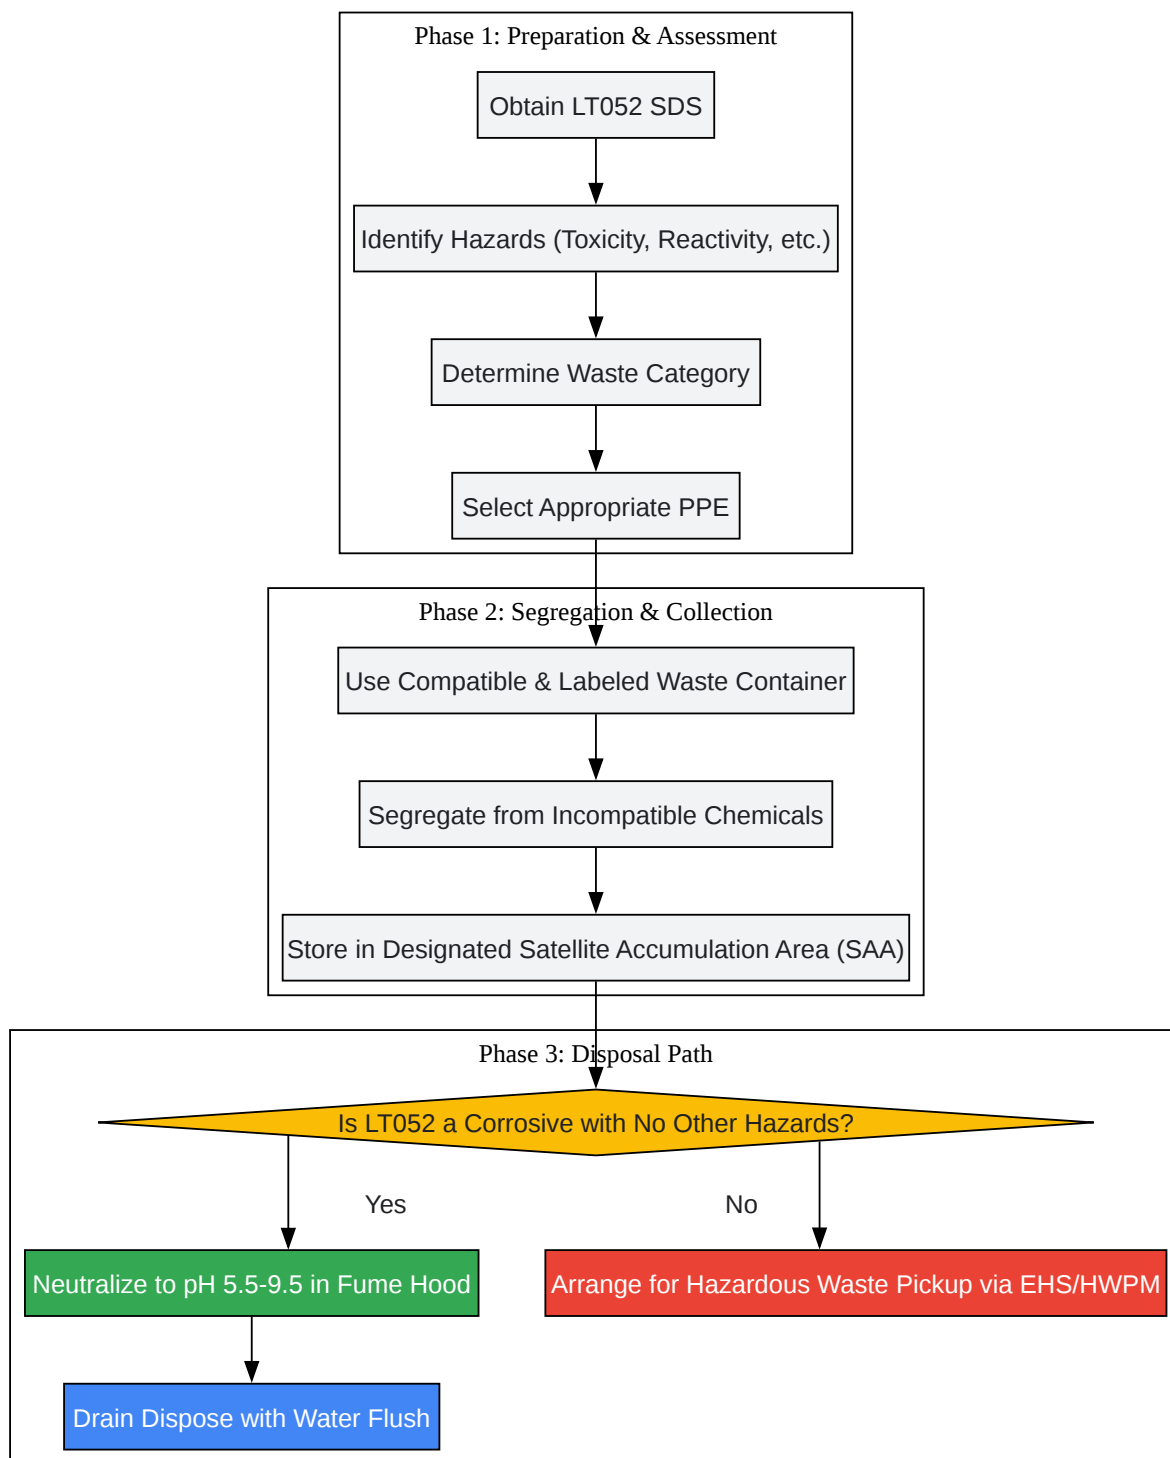 Phase 1: Preparation & Assessment
Obtain LT052 SDS
Identify Hazards (Toxicity, Reactivity, etc.)
Determine Waste Category
Select Appropriate PPE
Phase 2: Segregation & Collection
Use Compatible & Labeled Waste Container
Segregate from Incompatible Chemicals
Store in Designated Satellite Accumulation Area (SAA)
Phase 3: Disposal Path
Is LT052 a Corrosive with No Other Hazards?
Yes
No
Neutralize to pH 5.5-9.5 in Fume Hood
Arrange for Hazardous Waste Pickup via EHS/HWPM
Drain Dispose with Water Flush